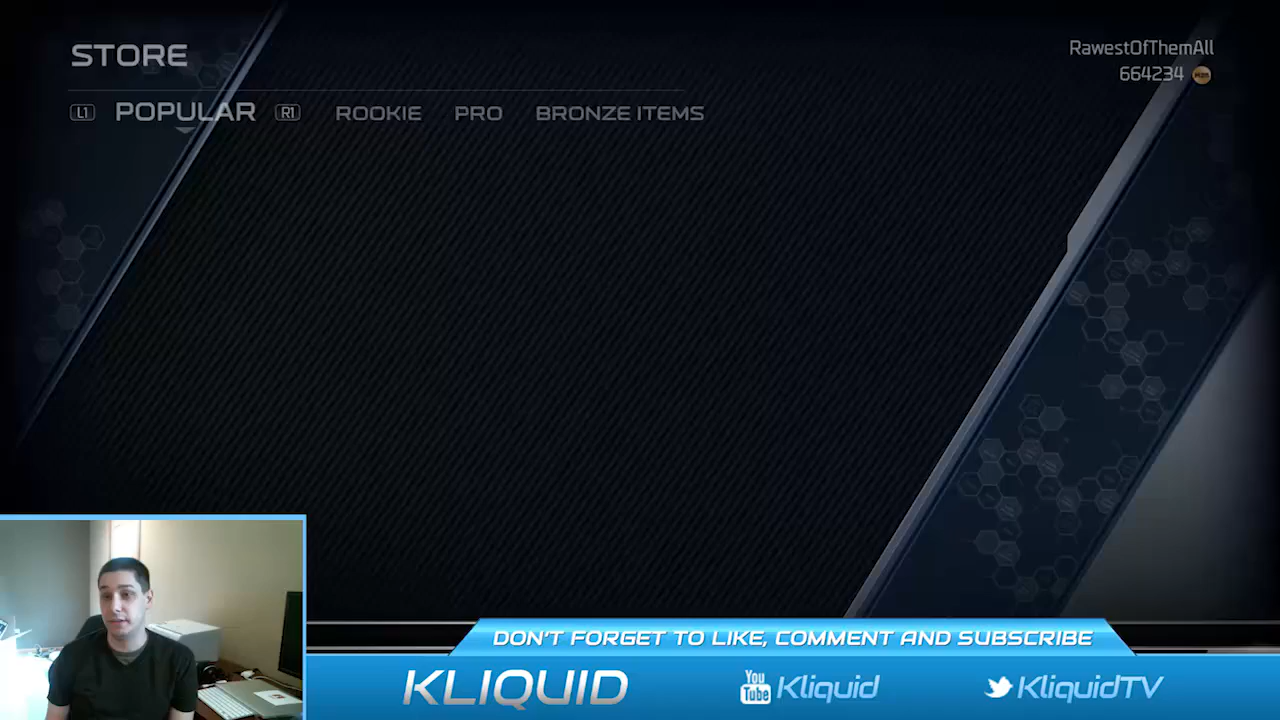 STORE
RawestOfThemAll
664234
L1 POPULAR R1 ROOKIE PRO BRONZE ITEMS
DON'T FORGET TO LIKE, COMMENT AND SUBSCRIBE
KLIQUID You Tube Kliquid KliquidTV